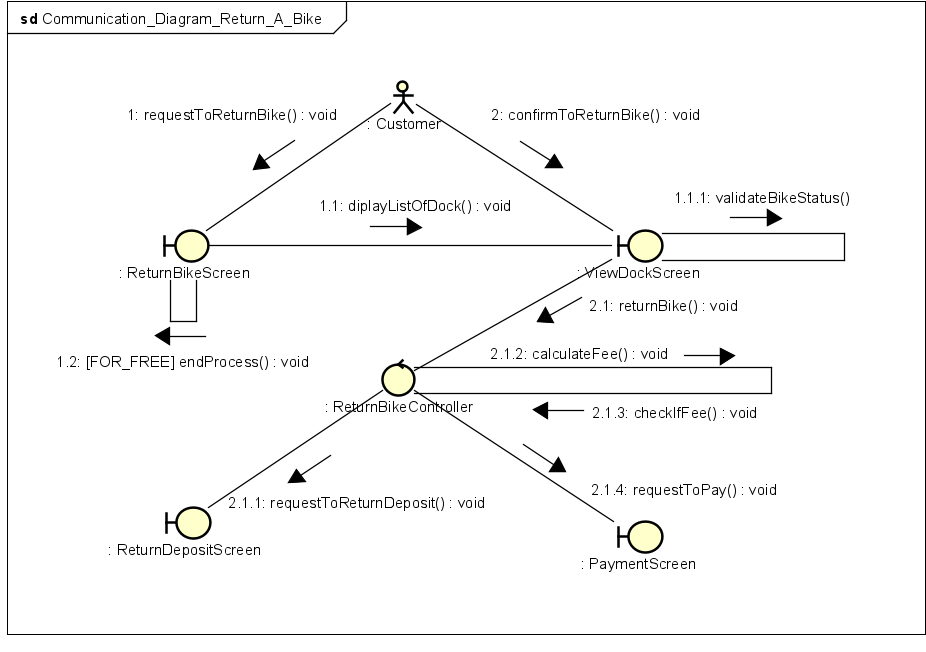 sd Communication_Diagram_Return_A_Bike
1: requestToReturnBike() : void
2: confirmToReturnBike() : void
: Customer
1.1.1: validateBikeStatus()
1.1: diplayListOfDock() : void
: ReturnBikeScreen
: ViewDockScreen
2.1: returnBike() : void
1.2: [FOR_FREE] endProcess() : void
2.1.2: calculateFee() : void
: ReturnBikeController
2.1.3: checkIfFee() : void
2.1.1: requestToReturnDeposit() : void
2.1.4: requestToPay() : void
: ReturnDepositScreen
: PaymentScreen